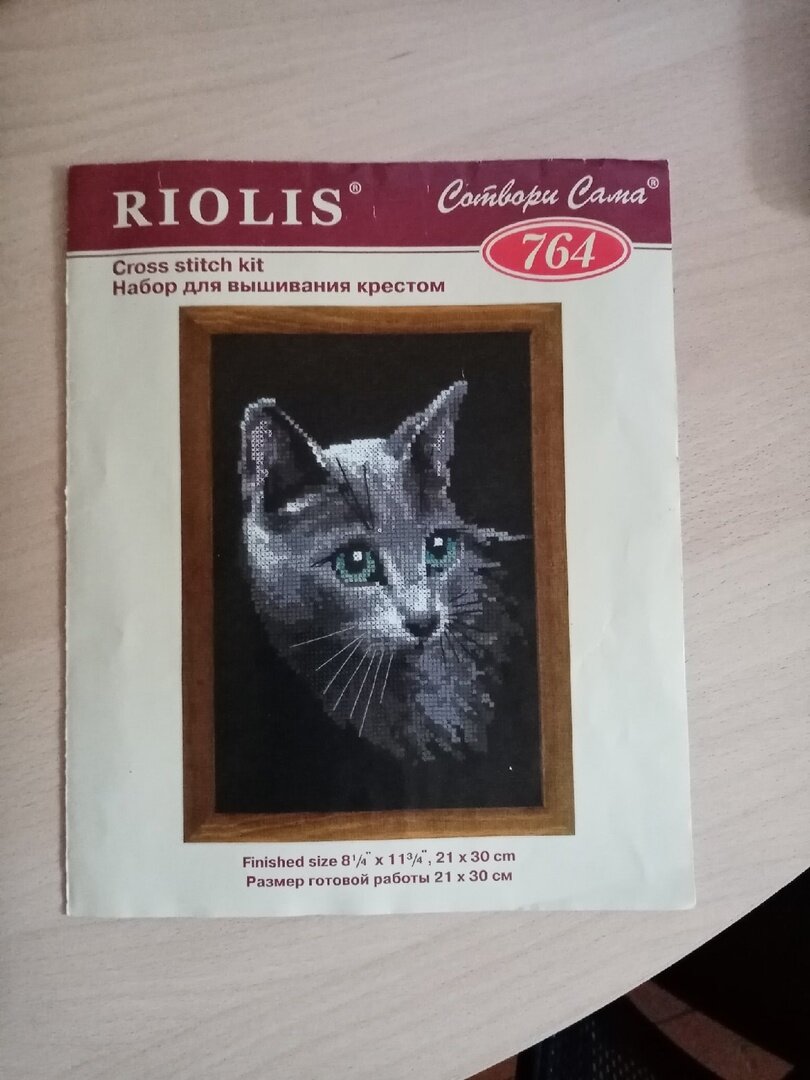 RIOLIS®
Сотвори Сама®
764
Cross stitch kit
Набор для вышивания крестом
Finished size 8¹/₄" x 11³/₄", 21 x 30 cm
Размер готовой работы 21 x 30 см